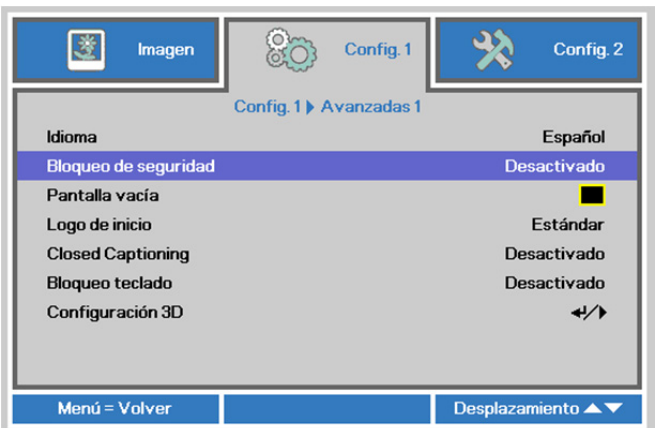 Imagen Config. 1 Config. 2
Config. 1 ▶ Avanzadas 1
Idioma Español
Bloqueo de seguridad Desactivado
Pantalla vacía
Logo de inicio Estándar
Closed Captioning Desactivado
Bloqueo teclado Desactivado
Configuración 3D ↵/▶
Menú = Volver Desplazamiento ▲▼